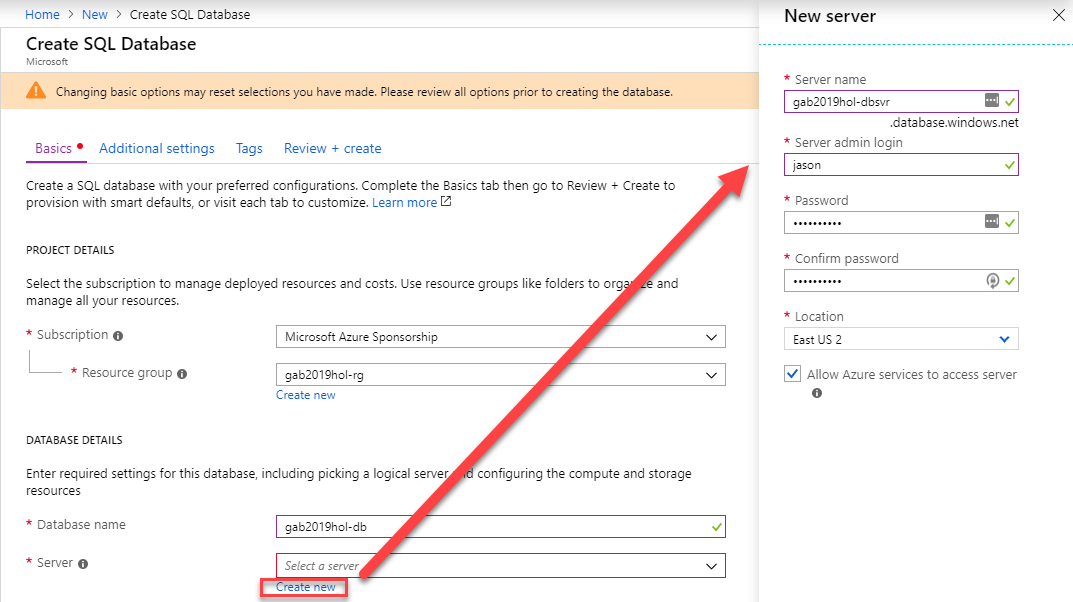 Home > New > Create SQL Database
Create SQL Database
Microsoft
Changing basic options may reset selections you have made. Please review all options prior to creating the database.
Basics
Additional settings
Tags
Review + create
Create a SQL database with your preferred configurations. Complete the Basics tab then go to Review + Create to
provision with smart defaults, or visit each tab to customize. Learn more
PROJECT DETAILS
Select the subscription to manage deployed resources and costs. Use resource groups like folders to organize and
manage all your resources.
* Subscription
Microsoft Azure Sponsorship
* Resource group
gab2019hol-rg
Create new
DATABASE DETAILS
Enter required settings for this database, including picking a logical server and configuring the compute and storage
resources
* Database name
gab2019hol-db
* Server
Select a server
Create new
New server
* Server name
gab2019hol-dbsvr
.database.windows.net
* Server admin login
jason
* Password
••••••••••
* Confirm password
••••••••••
* Location
East US 2
Allow Azure services to access server